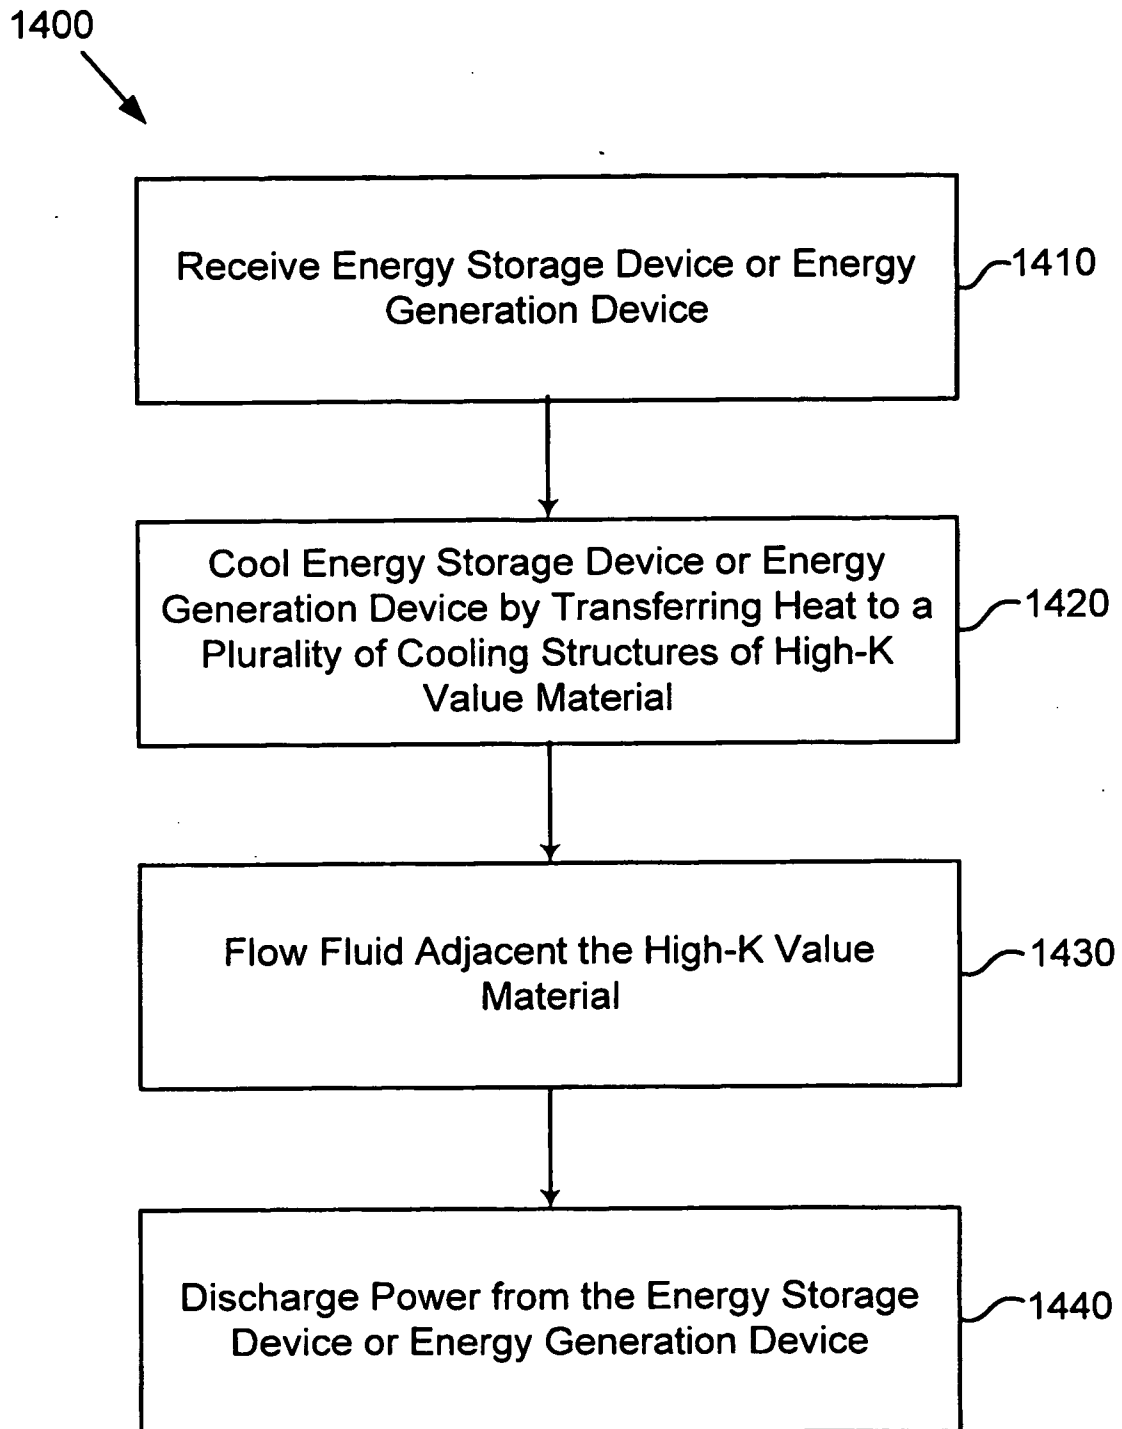 1400
Receive Energy Storage Device or Energy
Generation Device
1410
Cool Energy Storage Device or Energy
Generation Device by Transferring Heat to a
Plurality of Cooling Structures of High-K
Value Material
1420
Flow Fluid Adjacent the High-K Value
Material
1430
Discharge Power from the Energy Storage
Device or Energy Generation Device
1440